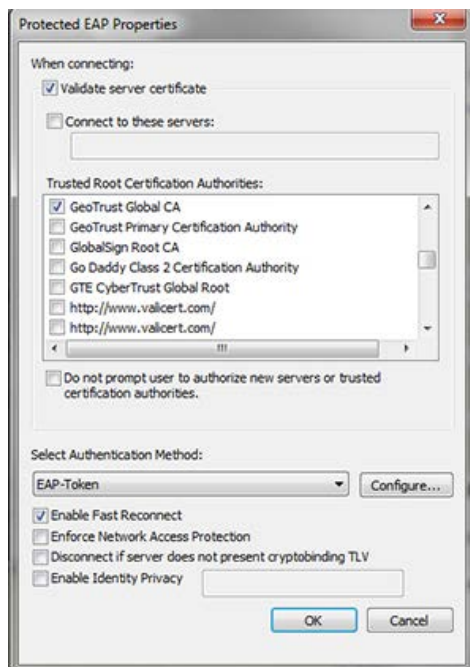 Protected EAP Properties
When connecting:
Validate server certificate
Connect to these servers:
Trusted Root Certification Authorities:
GeoTrust Global CA
GeoTrust Primary Certification Authority
GlobalSign Root CA
Go Daddy Class 2 Certification Authority
GTE CyberTrust Global Root
http://www.valicert.com/
http://www.valicert.com/
Do not prompt user to authorize new servers or trusted
certification authorities.
Select Authentication Method:
EAP-Token Configure...
Enable Fast Reconnect
Enforce Network Access Protection
Disconnect if server does not present cryptobinding TLV
Enable Identity Privacy
OK Cancel